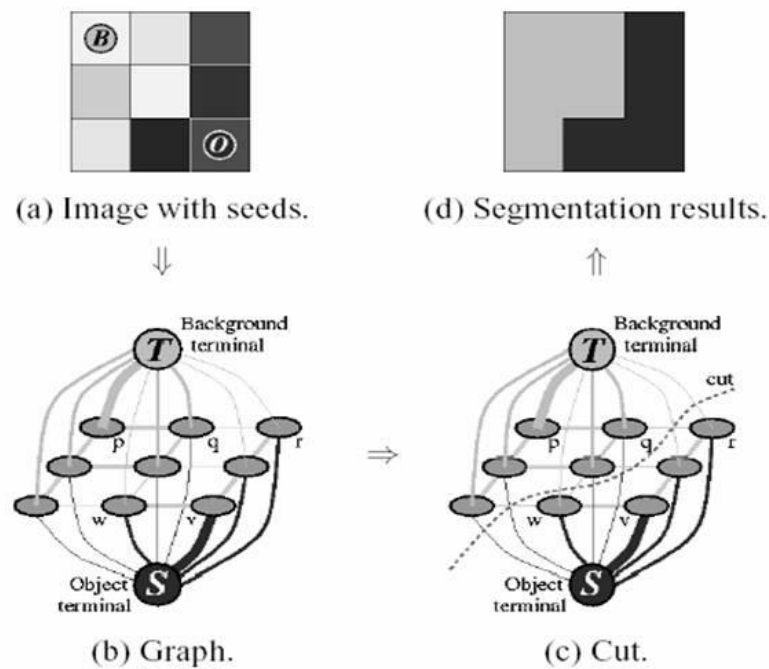 B
O
(a) Image with seeds.
(d) Segmentation results.
⇓
⇑
Background
terminal
T
p
q
r
w
v
Object
terminal
S
(b) Graph.
⇒
Background
terminal
T
cut
p
q
r
w
v
Object
terminal
S
(c) Cut.